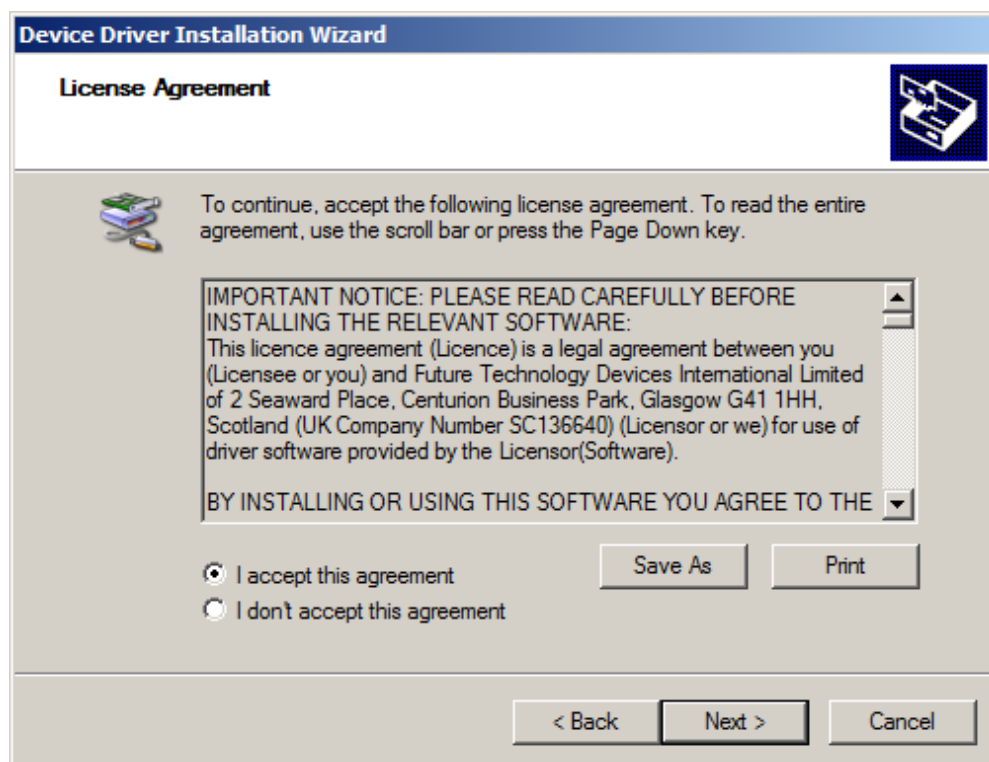 Device Driver Installation Wizard
License Agreement
To continue, accept the following license agreement. To read the entire
agreement, use the scroll bar or press the Page Down key.
IMPORTANT NOTICE: PLEASE READ CAREFULLY BEFORE
INSTALLING THE RELEVANT SOFTWARE:
This licence agreement (Licence) is a legal agreement between you
(Licensee or you) and Future Technology Devices International Limited
of 2 Seaward Place, Centurion Business Park, Glasgow G41 1HH,
Scotland (UK Company Number SC136640) (Licensor or we) for use of
driver software provided by the Licensor(Software).
BY INSTALLING OR USING THIS SOFTWARE YOU AGREE TO THE
I accept this agreement
Save As
Print
I don't accept this agreement
< Back
Next >
Cancel